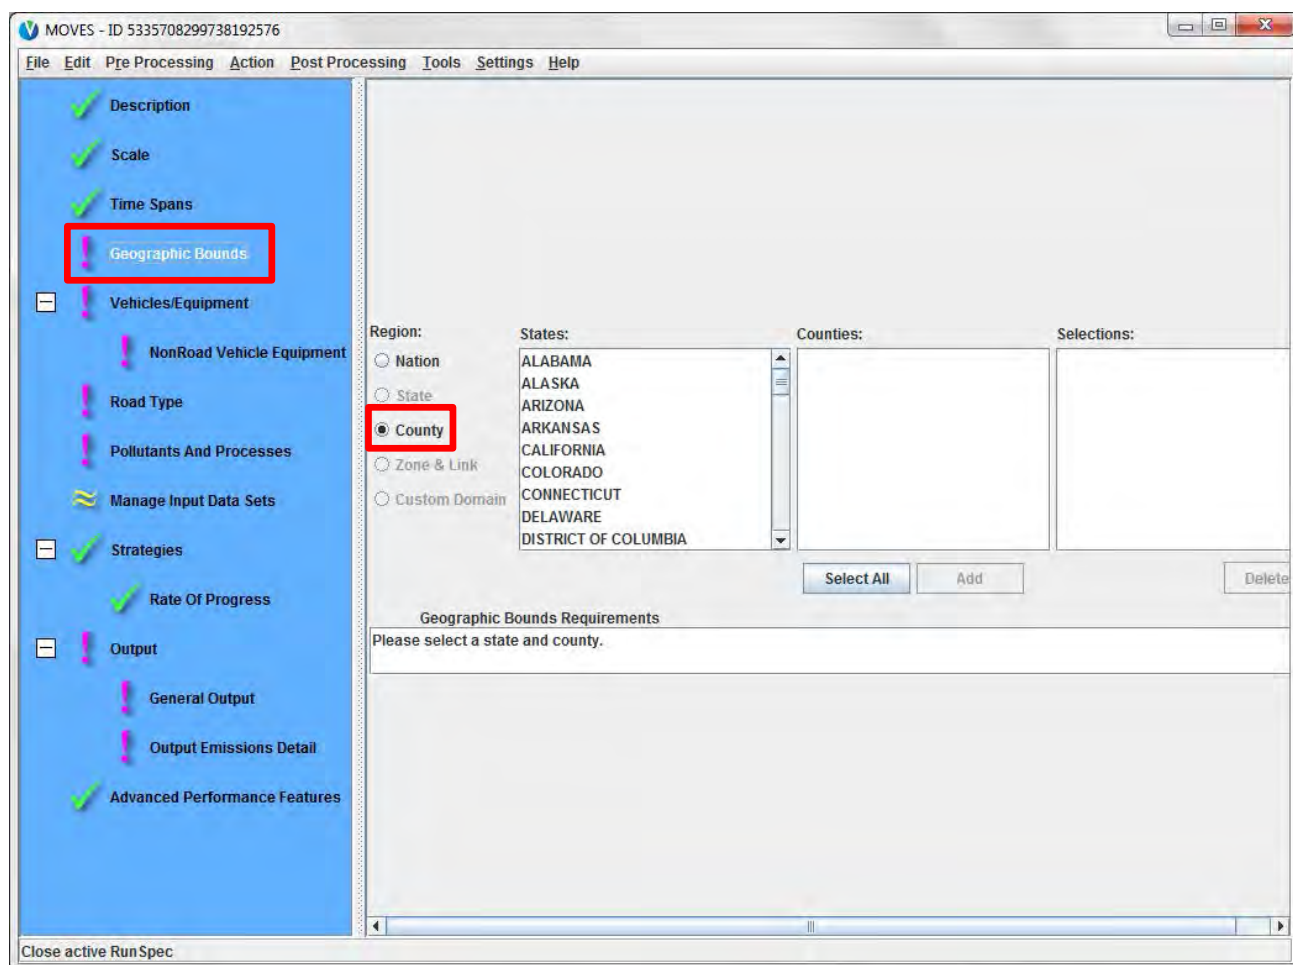 MOVES - ID 5335708299738192576
File Edit Pre Processing Action Post Processing Tools Settings Help
Description
Scale
Time Spans
Geographic Bounds
Vehicles/Equipment
NonRoad Vehicle Equipment
Road Type
Pollutants And Processes
Manage Input Data Sets
Strategies
Rate Of Progress
Output
General Output
Output Emissions Detail
Advanced Performance Features
Region:
Nation
State
County
Zone & Link
Custom Domain
States:
ALABAMA
ALASKA
ARIZONA
ARKANSAS
CALIFORNIA
COLORADO
CONNECTICUT
DELAWARE
DISTRICT OF COLUMBIA
Counties:
Selections:
Select All Add Delete
Geographic Bounds Requirements
Please select a state and county.
Close active RunSpec